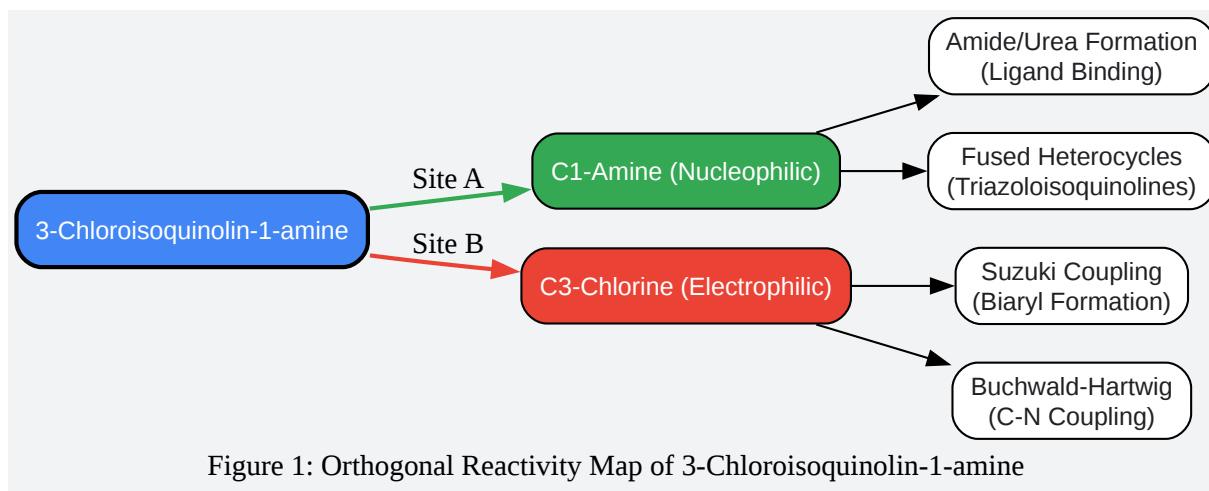 3-Chloroisoquinolin-1-amine
Site A
Site B
C1-Amine (Nucleophilic)
C3-Chlorine (Electrophilic)
Amide/Urea Formation
(Ligand Binding)
Fused Heterocycles
(Triazoloisoquinolines)
Suzuki Coupling
(Biaryl Formation)
Buchwald-Hartwig
(C-N Coupling)
Figure 1: Orthogonal Reactivity Map of 3-Chloroisoquinolin-1-amine